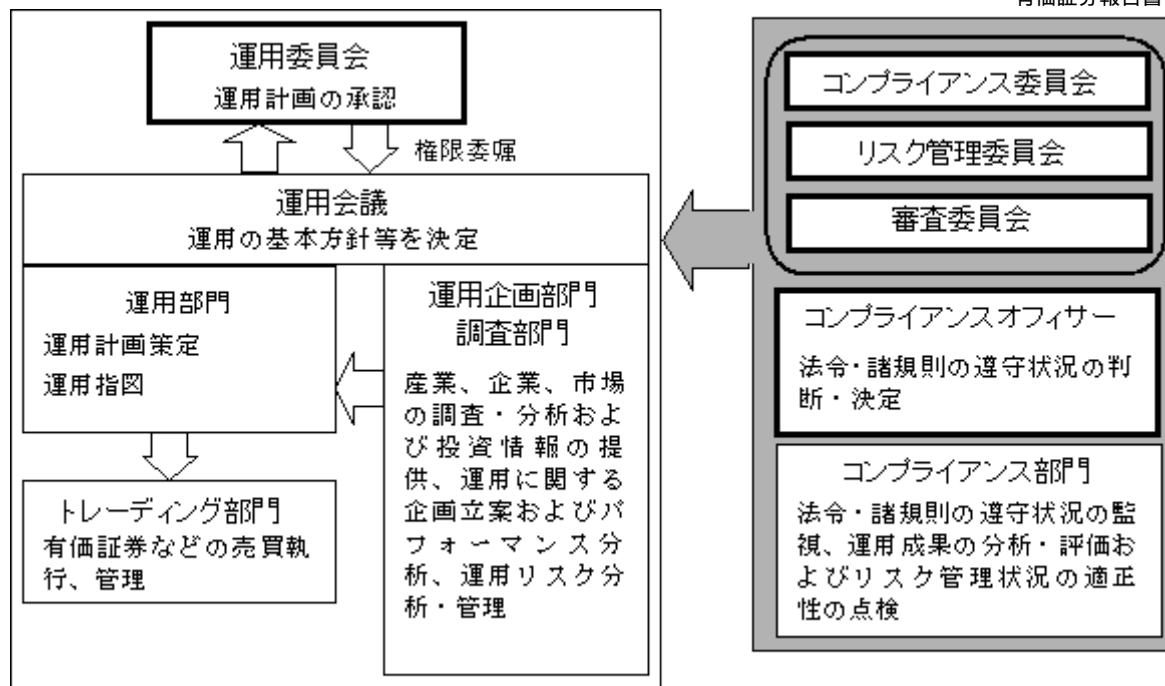 有価証券報告書
運用委員会
運用計画の承認
権限委嘱
運用会議
運用の基本方針等を決定
運用部門
運用計画策定
運用指図
運用企画部門
調査部門
産業、企業、市場
の調査・分析およ
び投資情報の提
供、運用に関する
企画立案およびパ
フォーマンス分
析、運用リスク分
析・管理
トレーディング部門
有価証券などの売買執
行、管理
コンプライアンス委員会
リスク管理委員会
審査委員会
コンプライアンスオフィサー
法令・諸規則の遵守状況の判
断・決定
コンプライアンス部門
法令・諸規則の遵守状況の監
視、運用成果の分析・評価お
よびリスク管理状況の適正
性の点検